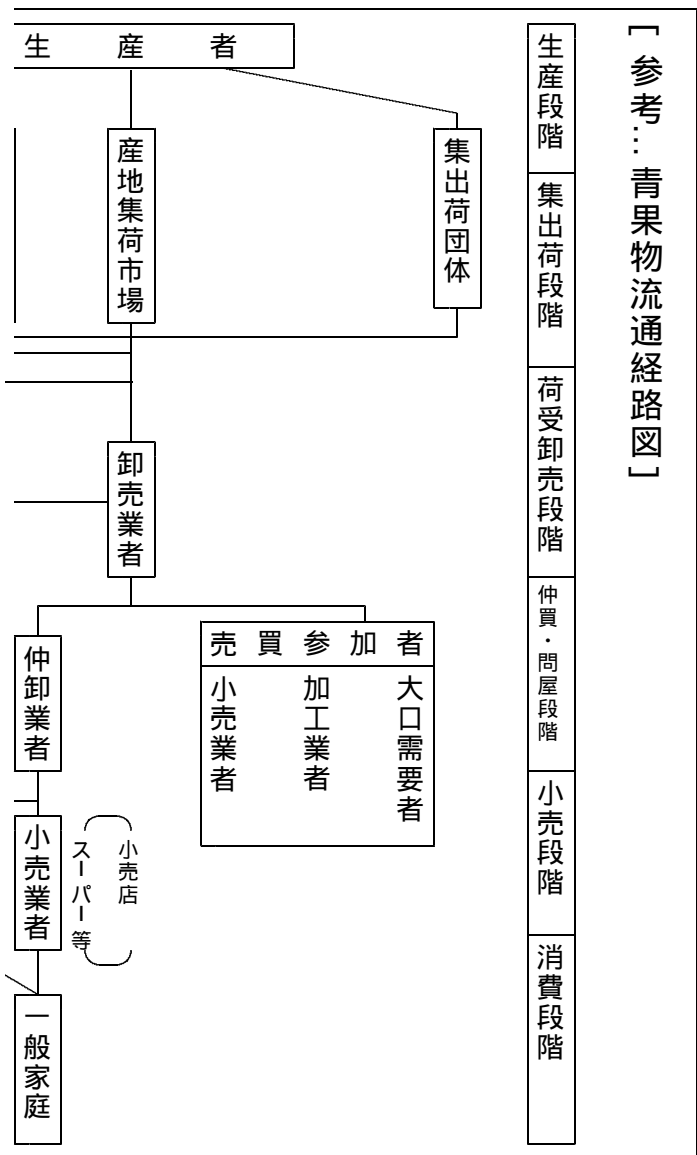 [参考…青果物流通経路図]
生産段階
集出荷段階
荷受卸売段階
仲買・問屋段階
小売段階
消費段階
生産者
集出荷団体
産地集荷市場
卸売業者
売買参加者
大口需要者
加工業者
小売業者
仲卸業者
小売店
スーパー等
小売業者
一般家庭